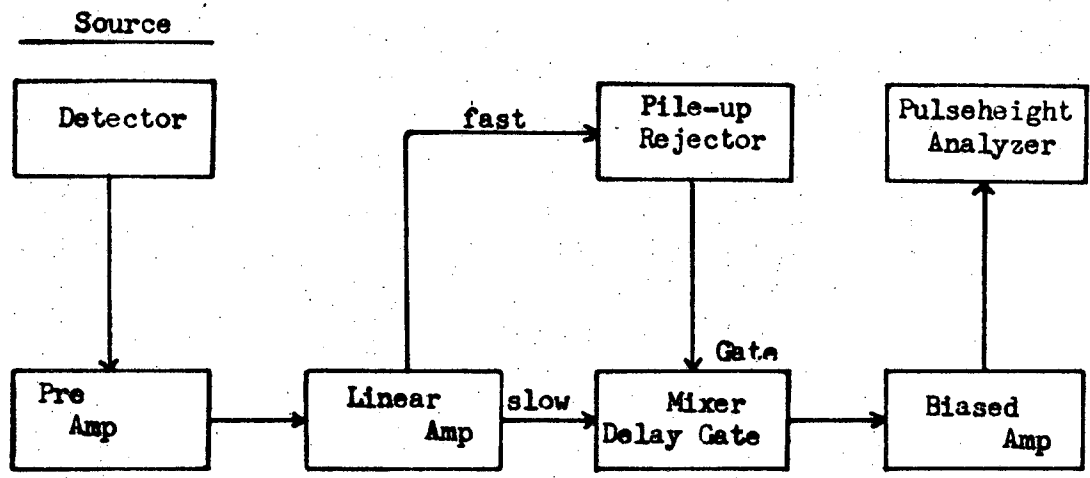 Source
Detector
fast
Pile-up
Rejector
Pulseheight
Analyzer
Gate
Pre
Amp
Linear
Amp
slow
Mixer
Delay Gate
Biased
Amp